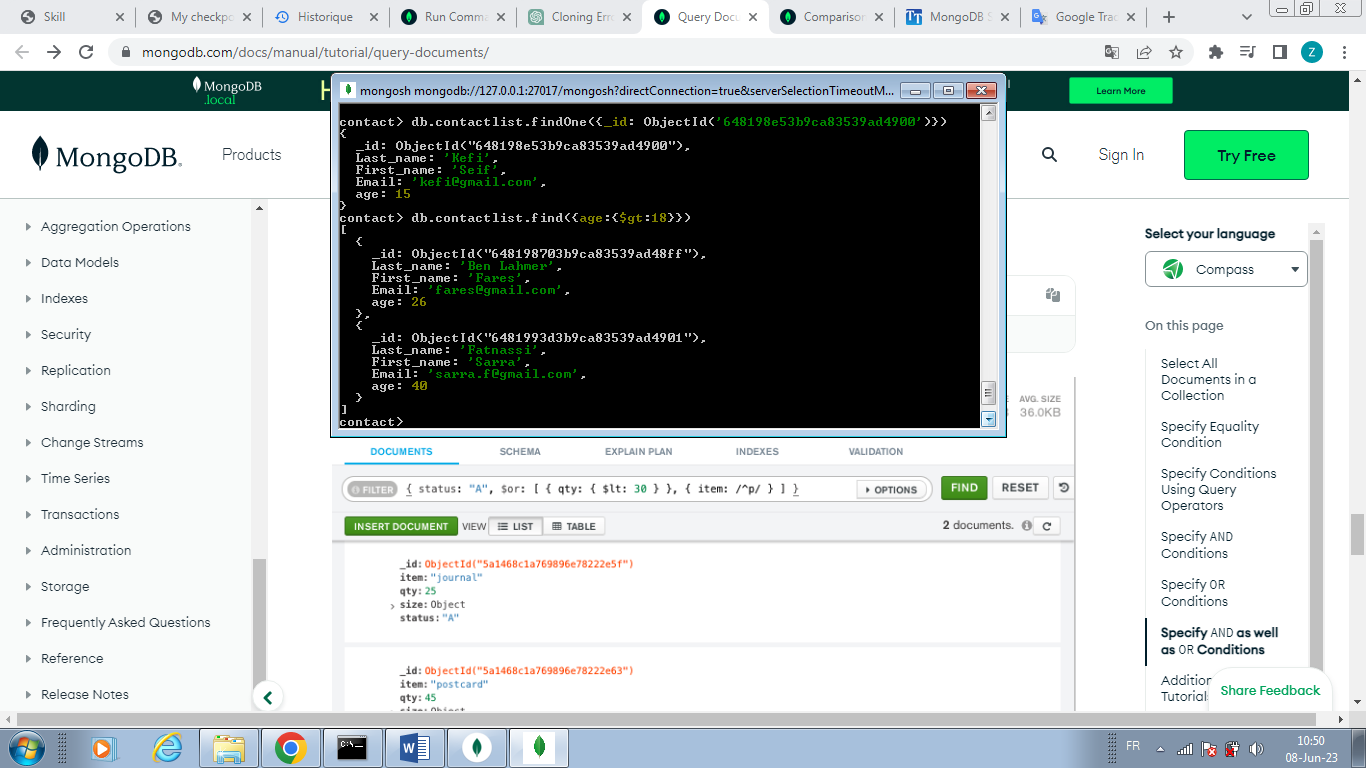 Skill
My checkpo
Historique
Run Comma
Cloning Err
Query Docu
Comparison
MongoDB S
Google Trad
mongodb.com/docs/manual/tutorial/query-documents/
Z
MongoDB
.local
Learn More
mongosh mongodb://127.0.0.1:27017/mongosh?directConnection=true&serverSelectionTimeoutM...
MongoDB.
Products
Sign In
Try Free
contact> db.contactlist.findOne({_id: ObjectId('648198e53b9ca83539ad4900')})
{
_id: ObjectId("648198e53b9ca83539ad4900"),
Last_name: 'Kefi',
First_name: 'Seif',
Email: 'kefi@gmail.com',
age: 15
}
contact> db.contactlist.find({age:{$gt:18}})
[
{
_id: ObjectId("648198703b9ca83539ad48ff"),
Last_name: 'Ben Lahmer',
First_name: 'Fares',
Email: 'fares@gmail.com',
age: 26
},
{
_id: ObjectId("6481993d3b9ca83539ad4901"),
Last_name: 'Fatnassi',
First_name: 'Sarra',
Email: 'sarra.f@gmail.com',
age: 40
}
]
contact>
Aggregation Operations
Data Models
Indexes
Security
Replication
Sharding
Change Streams
Time Series
Transactions
Administration
Storage
Frequently Asked Questions
Reference
Release Notes
AVG. SIZE
36.0KB
DOCUMENTS
SCHEMA
EXPLAIN PLAN
INDEXES
VALIDATION
FILTER
{ status: "A", $or: [ { qty: { $lt: 30 } }, { item: /^p/ } ] }
OPTIONS
FIND
RESET
INSERT DOCUMENT
VIEW
LIST
TABLE
2 documents.
_id: ObjectId("5a1468c1a769896e78222e5f")
item: "journal"
qty: 25
size: Object
status: "A"
_id: ObjectId("5a1468c1a769896e78222e63")
item: "postcard"
qty: 45
size: Object
Select your language
Compass
On this page
Select All
Documents in a
Collection
Specify Equality
Condition
Specify Conditions
Using Query
Operators
Specify AND
Conditions
Specify OR
Conditions
Specify AND as well
as OR Conditions
Addition
Tutorials
Share Feedback
FR
10:50
08-Jun-23